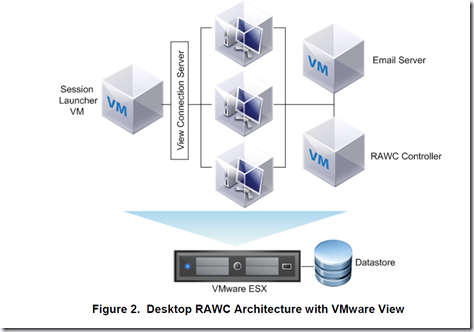 Session
Launcher
VM
VM
View Connection Server
VM
Email Server
VM
RAWC Controller
VMware ESX
Datastore
Figure 2. Desktop RAWC Architecture with VMware View